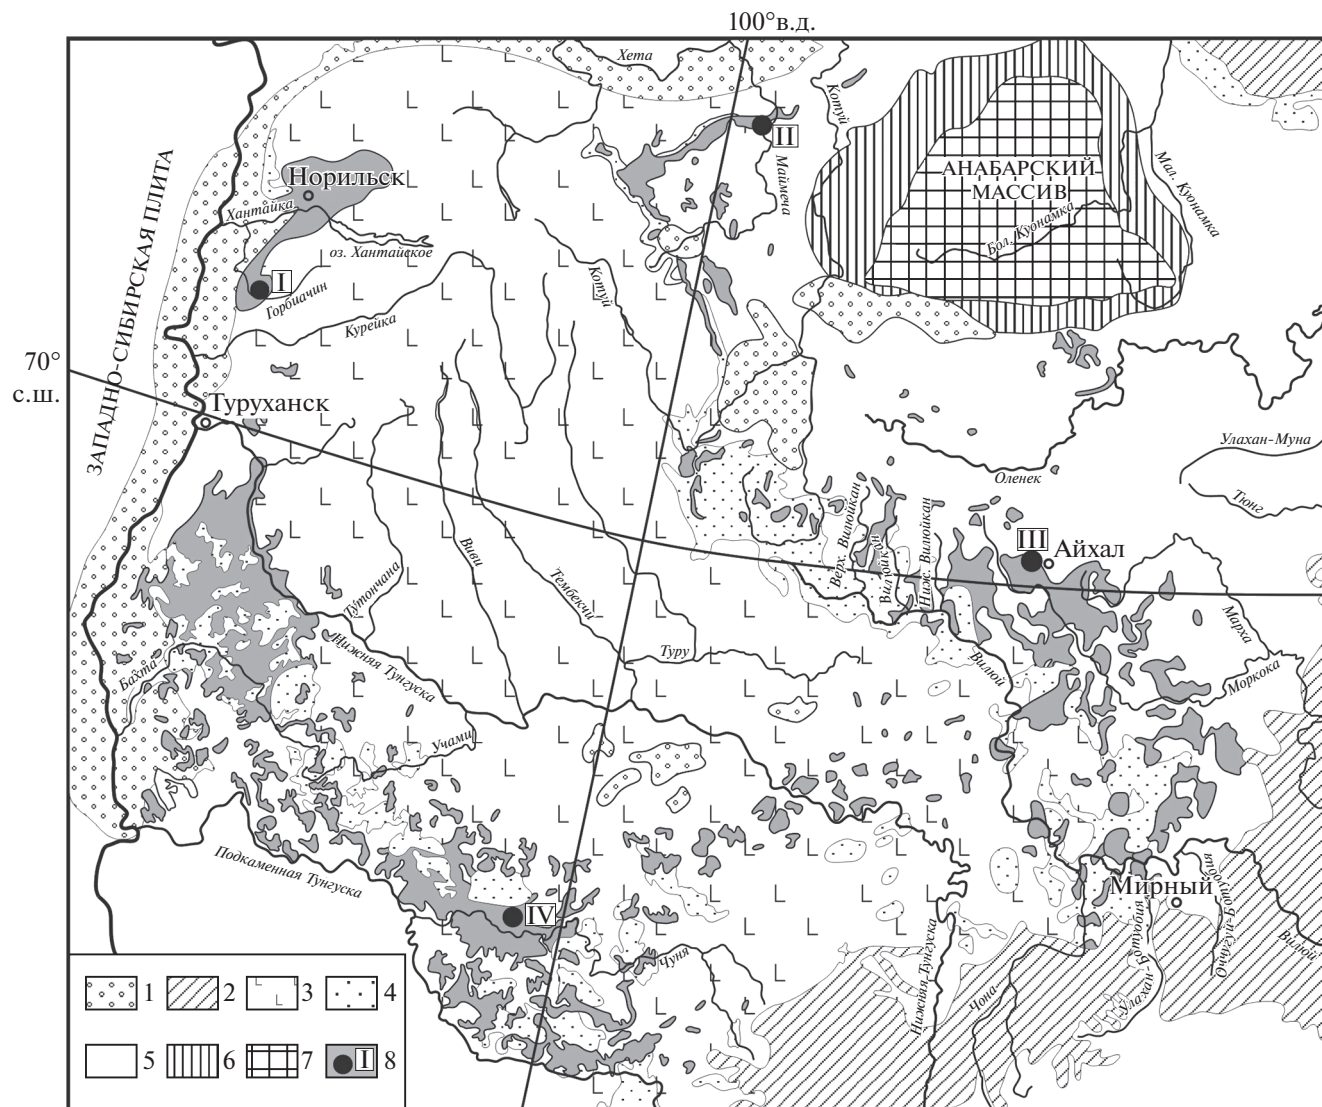 100°в.д.
Хета
Котуй
II
Маймеча
АНАБАРСКИЙ
МАССИВ
Мал. Куонамка
Бол. Куонамка
ЗАПАДНО-СИБИРСКАЯ ПЛИТА
Норильск
Хантайка
оз. Хантайское
I
Горбиачин
Курейка
Котуй
70°
с.ш.
Туруханск
Улахан-Муна
Оленек
Тюнг
Верх. Вилюйкан
Вилюйкан
Ниж. Вилюйкан
III
Айхал
Виви
Тембекчи
Тутончана
Нижняя Тунгуска
Туру
Вилюй
Марха
Моркока
Бахта
Учами
Подкаменная Тунгуска
Мирный
IV
Чуня
Нижняя Тунгуска
Чона
Улахан-Ботуобия
Оччугуй-Ботуобия
Вилюй
1
2
3
4
5
6
7
I
8